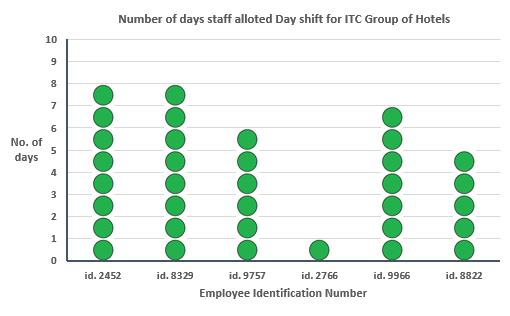 Number of days staff alloted Day shift for ITC Group of Hotels
10
9
8
7
6
5
4
3
2
1
0
No. of
days
id. 2452 id. 8329 id. 9757 id. 2766 id. 9966 id. 8822
Employee Identification Number